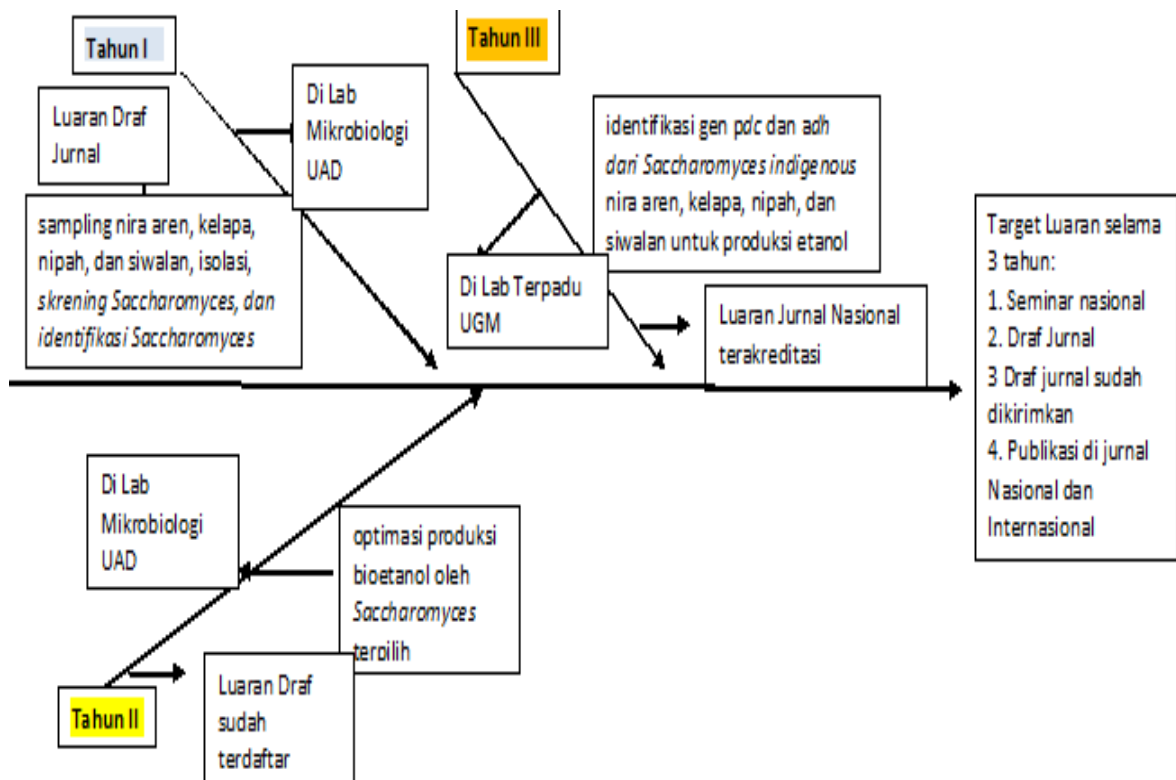 Tahun I
Luaran Draf
Jurnal
Di Lab
Mikrobiologi
UAD
sampling nira aren, kelapa,
nipah, dan siwalan, isolasi,
skrening Saccharomyces, dan
identifikasi Saccharomyces
Tahun III
identifikasi gen pdc dan adh
dari Saccharomyces indigenous
nira aren, kelapa, nipah, dan
siwalan untuk produksi etanol
Di Lab Terpadu
UGM
Luaran Jurnal Nasional
terakreditasi
Target Luaran selama
3 tahun:
1. Seminar nasional
2. Draf Jurnal
3 Draf jurnal sudah
dikirimkan
4. Publikasi di jurnal
Nasional dan
Internasional
Di Lab
Mikrobiologi
UAD
optimasi produksi
bioetanol oleh
Saccharomyces
terpilih
Tahun II
Luaran Draf
sudah
terdaftar